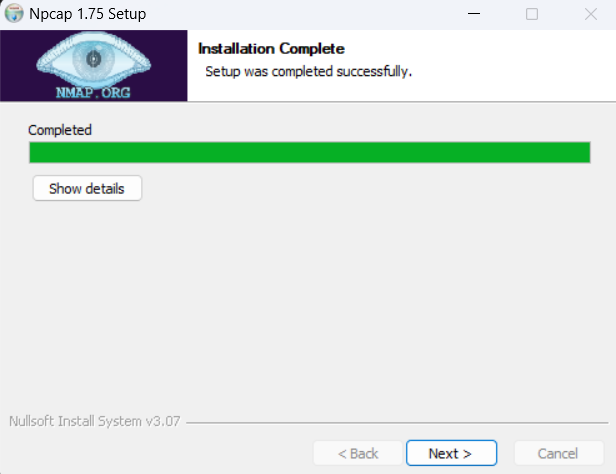 Npcap 1.75 Setup
NMAP.ORG
Installation Complete
Setup was completed successfully.
Completed
Show details
Nullsoft Install System v3.07
< Back
Next >
Cancel